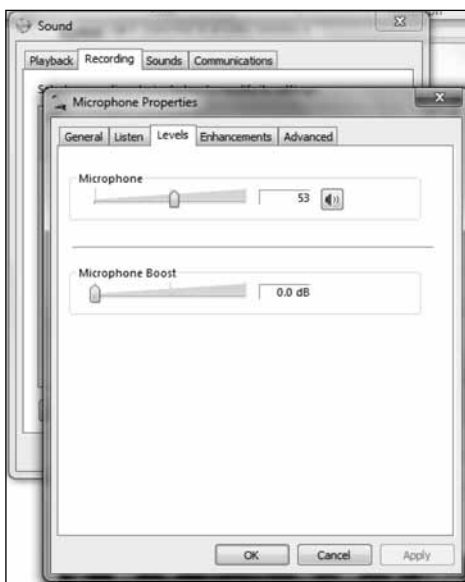 Sound
Playback Recording Sounds Communications
Microphone Properties
General Listen Levels Enhancements Advanced
Microphone
53
Microphone Boost
0.0 dB
OK Cancel Apply